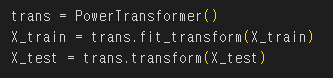 trans = PowerTransformer()
X_train = trans.fit_transform(X_train)
X_test = trans.transform(X_test)